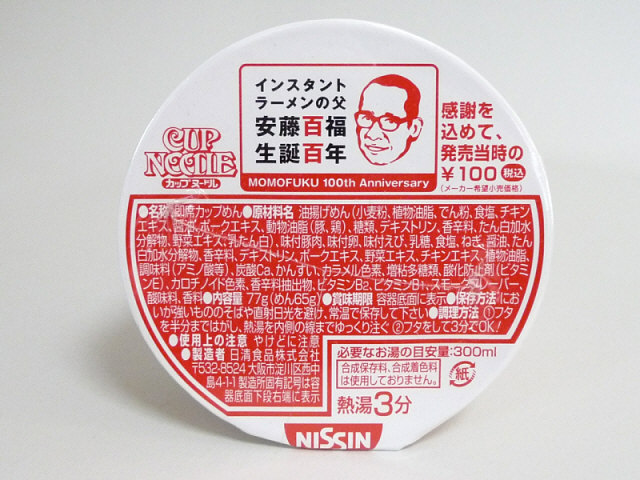 インスタント
ラーメンの父
安藤百福
生誕百年
MOMOFUKU 100th Anniversary
感謝を
込めて、
発売当時の
¥100 税込
(メーカー希望小売価格)
CUP
NOODLE
カップヌードル
●名称 即席カップめん●原材料名 油揚げめん(小麦粉、植物油脂、でん粉、食塩、チキン
エキス、醤油、ポークエキス、動物油脂(豚、鶏)、糖類、デキストリン、香辛料、たん白加水
分解物、野菜エキス、乳たん白)、味付豚肉、味付卵、味付えび、乳糖、食塩、ねぎ、醤油、たん
白加水分解物、香辛料、デキストリン、ポークエキス、野菜エキス、チキンエキス、植物油脂、
調味料(アミノ酸等)、炭酸Ca、かんすい、カラメル色素、増粘多糖類、酸化防止剤(ビタミ
ンE)、カロチノイド色素、香辛料抽出物、ビタミンB2、ビタミンB1、スモークフレーバー、
酸味料、香料●内容量 77g(めん65g)●賞味期限 容器底面に表示●保存方法 にお
いが強いもののそばや直射日光を避け、常温で保存して下さい●調理方法 ①フタ
を半分まではがし、熱湯を内側の線までゆっくり注ぐ ②フタをして3分でOK!
●使用上の注意 やけどに注意
●製造者 日清食品株式会社
〒532-8524 大阪市淀川区西中
島4-1-1 製造所固有記号は容
器底面下段右端に表示
必要なお湯の目安量:300ml
合成保存料、合成着色料
は使用しておりません。
紙
熱湯3分
NISSIN